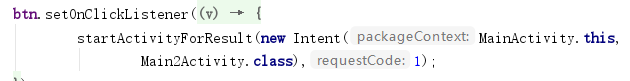 btn.setOnClickListener((v) → {
startActivityForResult(new Intent( packageContext: MainActivity.this,
Main2Activity.class), requestCode: 1);
})